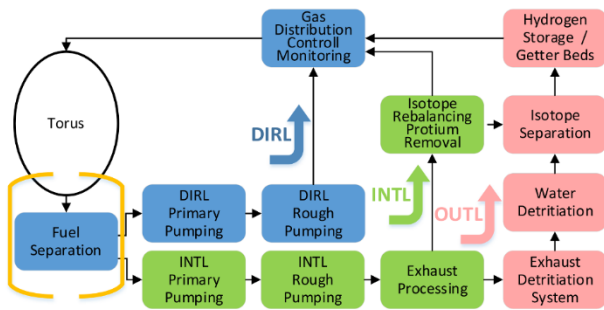 Gas
Distribution
Controll
Monitoring
Hydrogen
Storage /
Getter Beds
Torus
DIRL
Isotope
Rebalancing
Protium
Removal
Isotope
Separation
INTL
OUTL
Fuel
Separation
DIRL
Primary
Pumping
DIRL
Rough
Pumping
Water
Detritiation
INTL
Primary
Pumping
INTL
Rough
Pumping
Exhaust
Processing
Exhaust
Detritiation
System